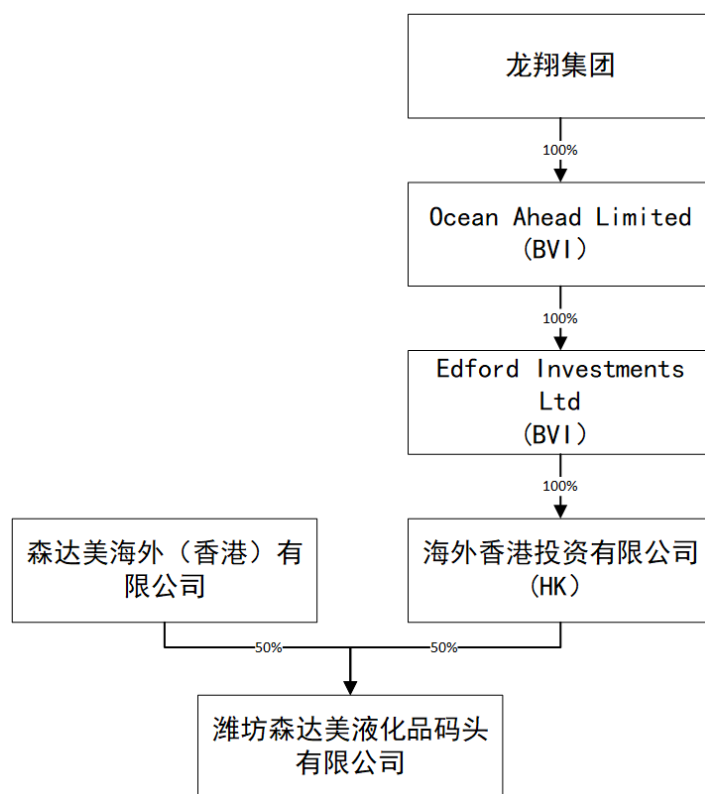 龙翔集团
100%
Ocean Ahead Limited
(BVI)
100%
Edford Investments
Ltd
(BVI)
100%
森达美海外（香港）有
限公司
海外香港投资有限公司
(HK)
50%
50%
潍坊森达美液化品码头
有限公司